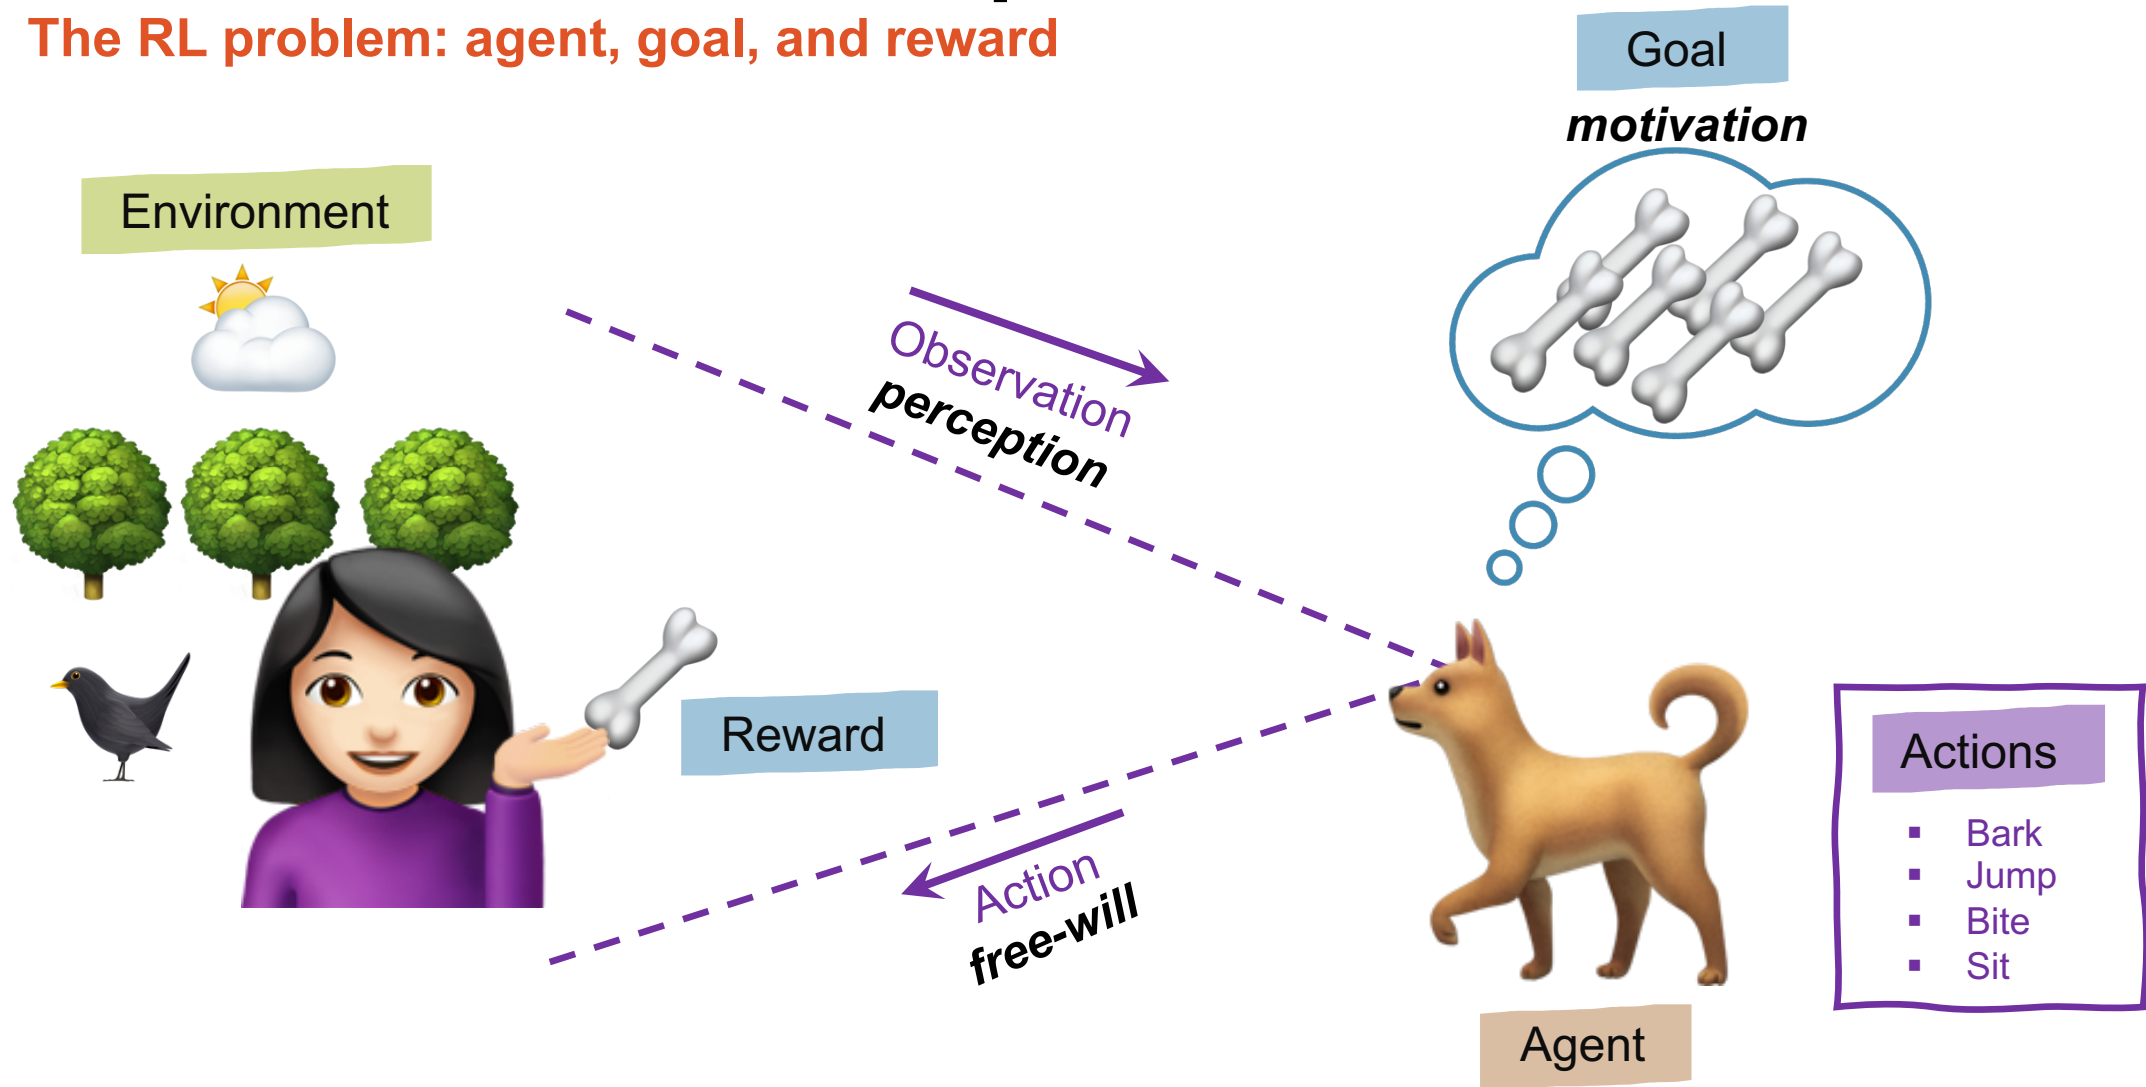 The RL problem: agent, goal, and reward
Goal
motivation
Environment
Observation
perception
Reward
Action
free-will
Actions
▪ Bark
▪ Jump
▪ Bite
▪ Sit
Agent